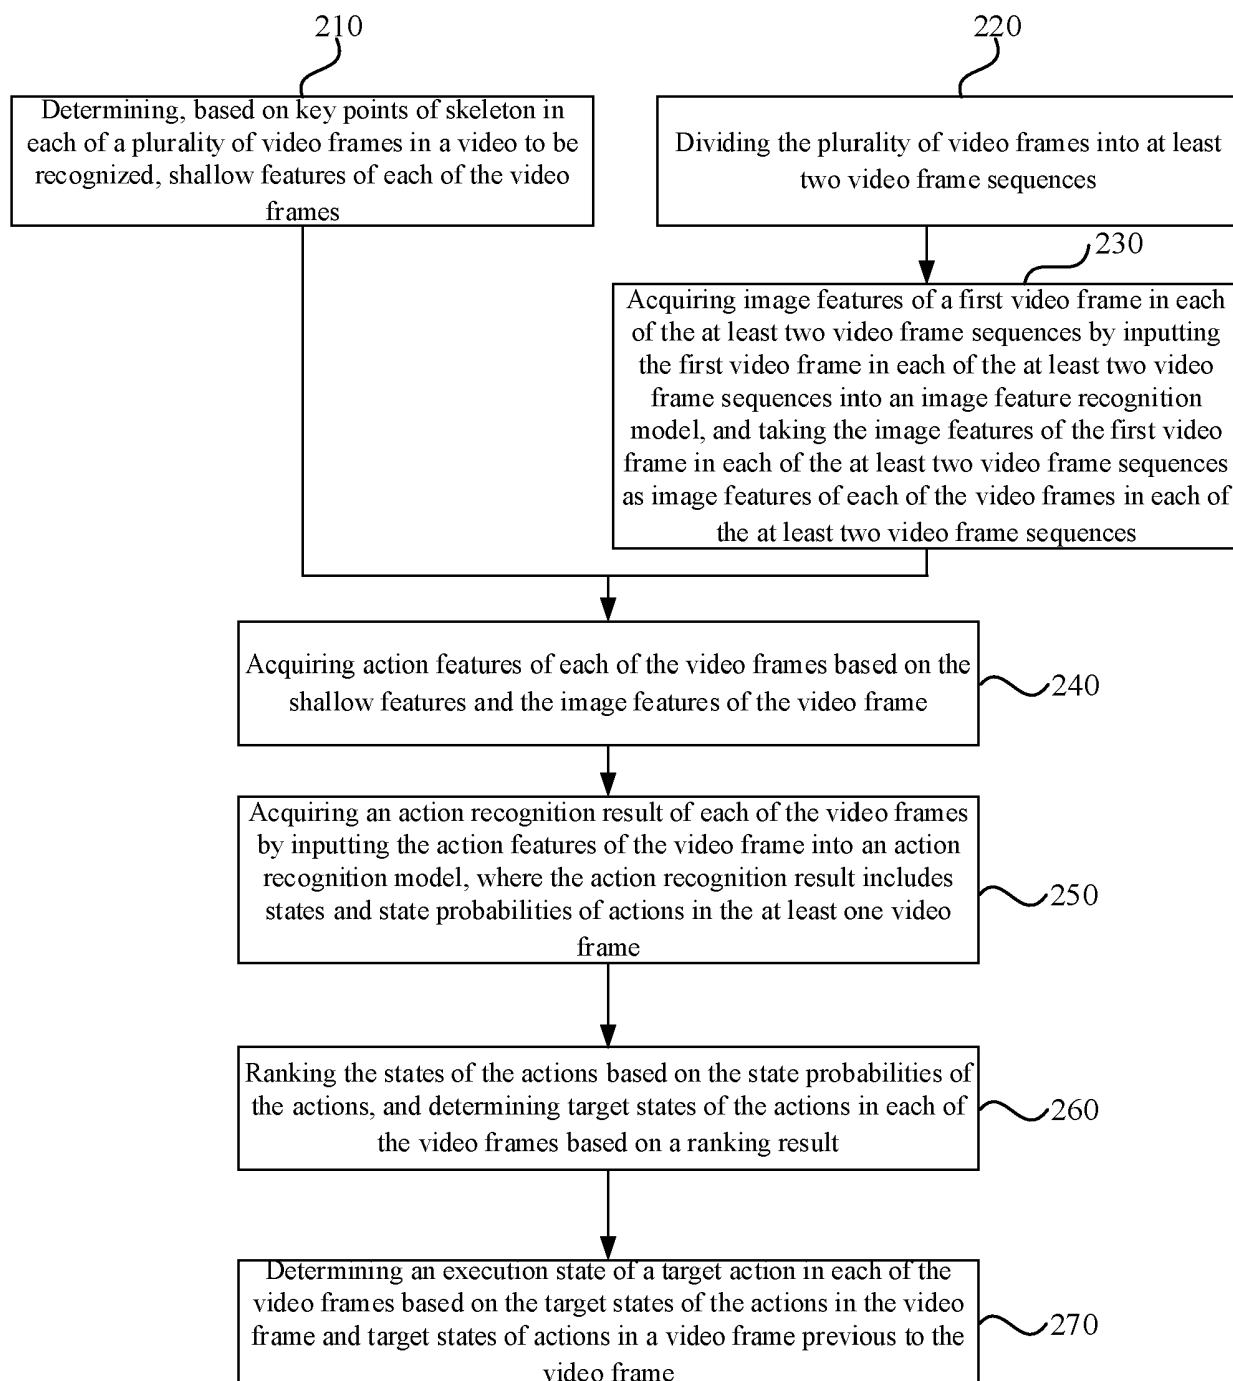 210
Determining, based on key points of skeleton in
each of a plurality of video frames in a video to be
recognized, shallow features of each of the video
frames
220
Dividing the plurality of video frames into at least
two video frame sequences
230
Acquiring image features of a first video frame in each
of the at least two video frame sequences by inputting
the first video frame in each of the at least two video
frame sequences into an image feature recognition
model, and taking the image features of the first video
frame in each of the at least two video frame sequences
as image features of each of the video frames in each of
the at least two video frame sequences
Acquiring action features of each of the video frames based on the
shallow features and the image features of the video frame
240
Acquiring an action recognition result of each of the video frames
by inputting the action features of the video frame into an action
recognition model, where the action recognition result includes
states and state probabilities of actions in the at least one video
frame
250
Ranking the states of the actions based on the state probabilities of
the actions, and determining target states of the actions in each of
the video frames based on a ranking result
260
Determining an execution state of a target action in each of the
video frames based on the target states of the actions in the video
frame and target states of actions in a video frame previous to the
video frame
270